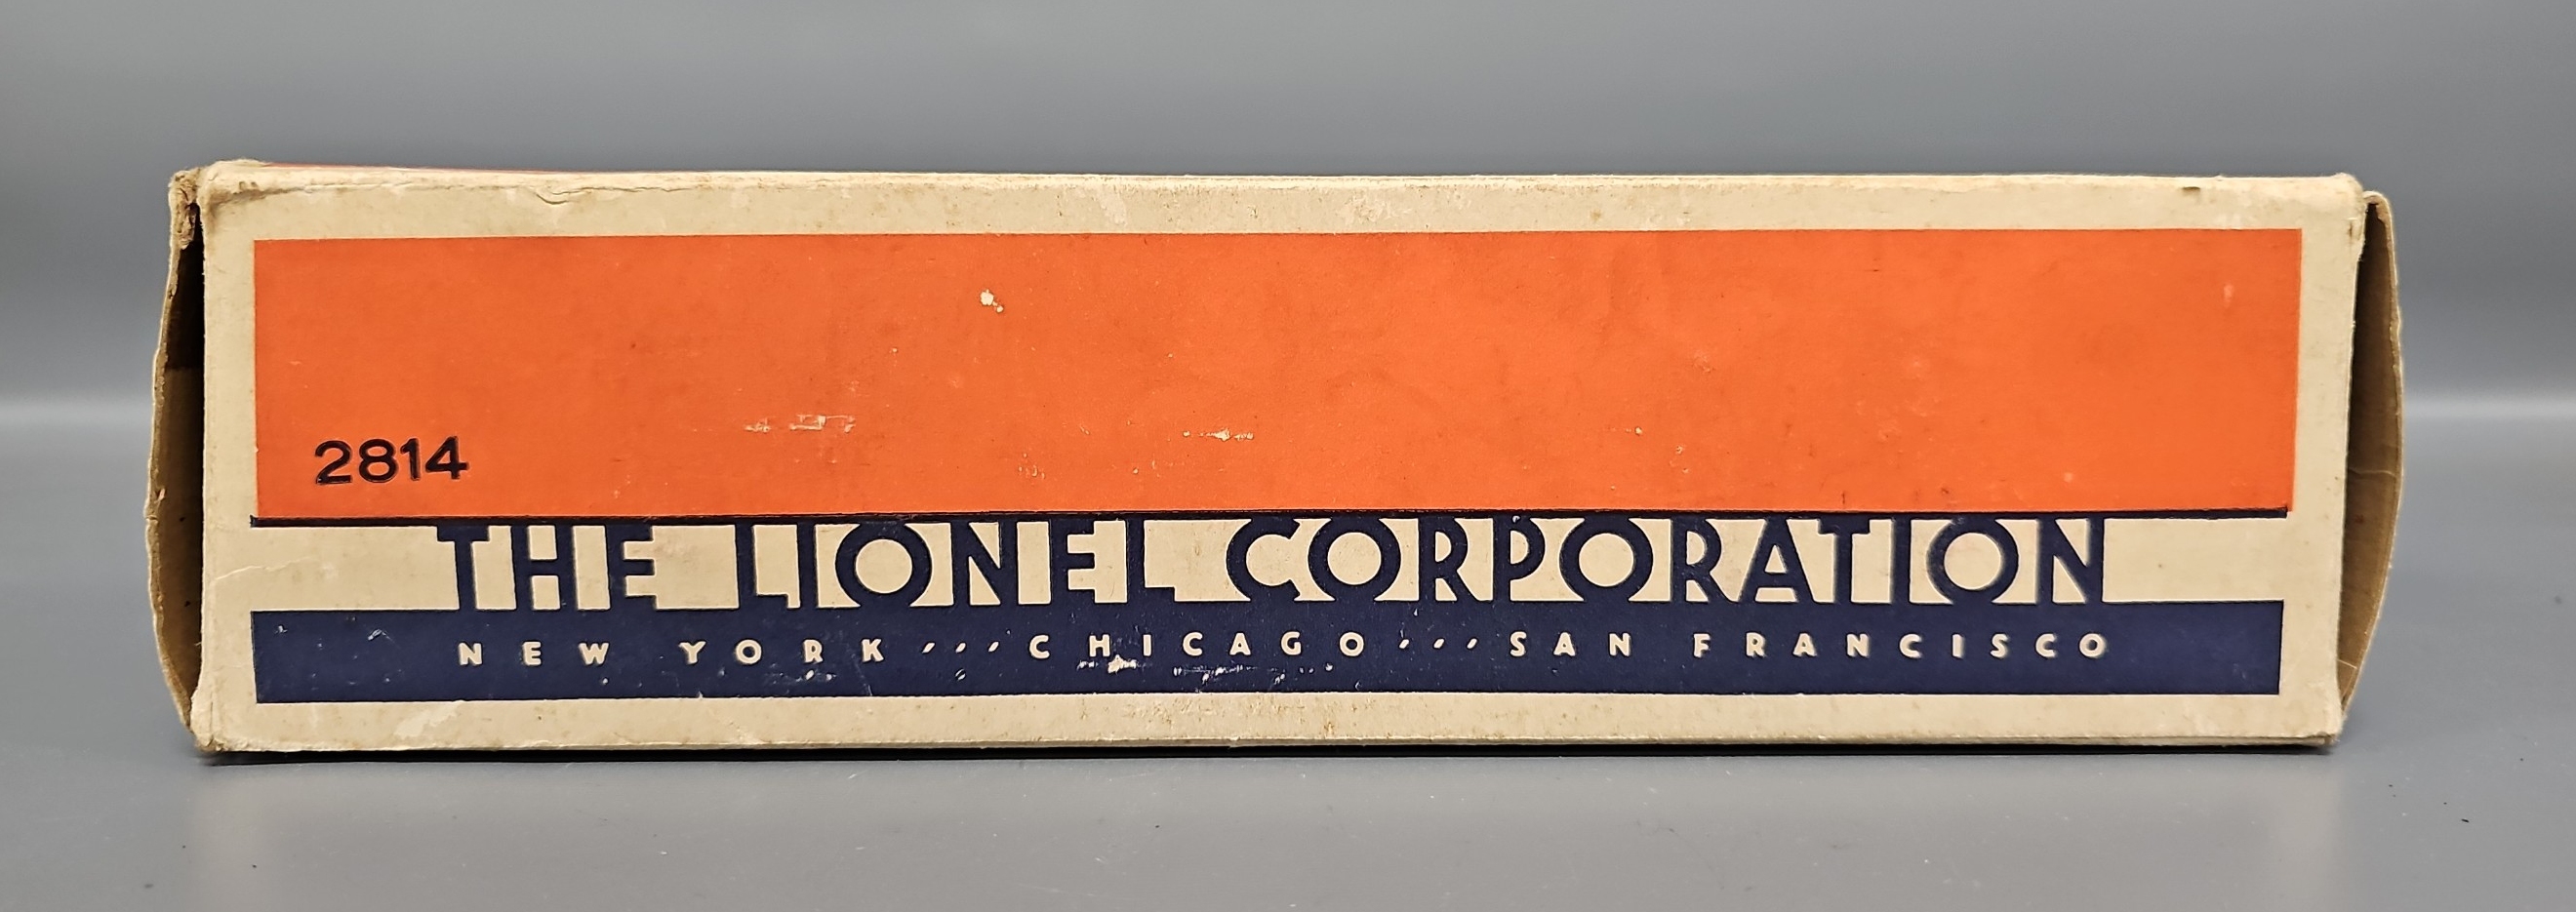 2814
THE LIONEL CORPORATION
NEW YORK ··· CHICAGO ··· SAN FRANCISCO